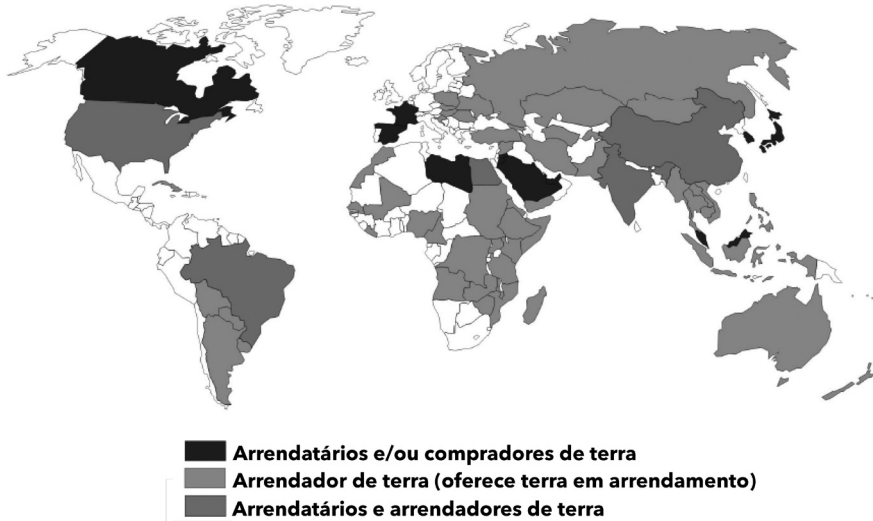 Arrendatários e/ou compradores de terra
Arrendador de terra (oferece terra em arrendamento)
Arrendatários e arrendadores de terra